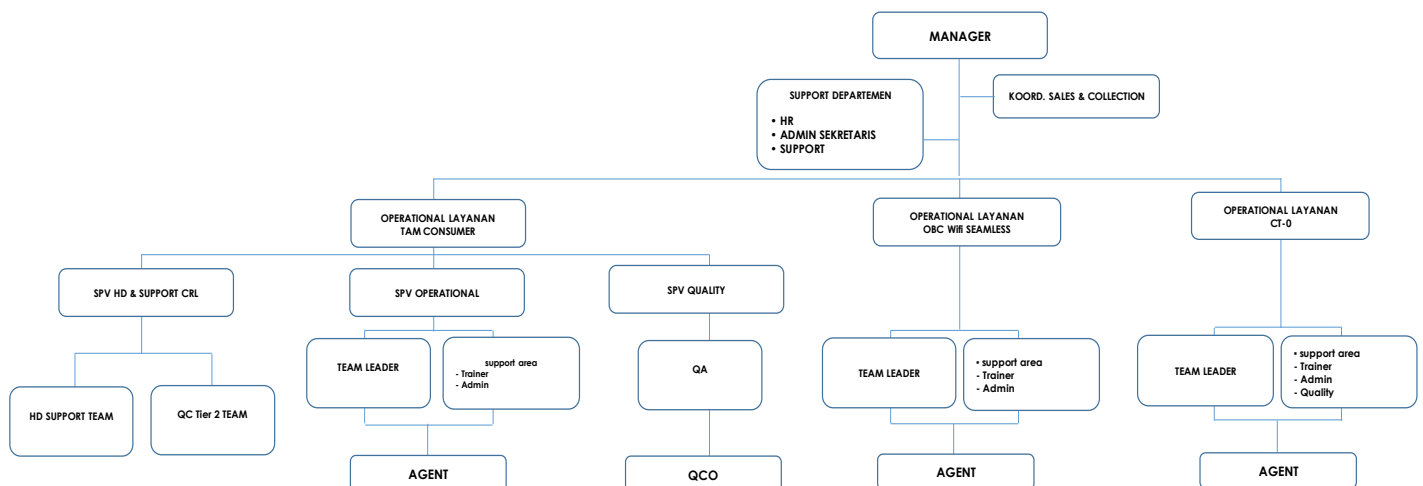 MANAGER
SUPPORT DEPARTEMEN
• HR
• ADMIN SEKRETARIS
• SUPPORT
KOORD. SALES & COLLECTION
OPERATIONAL LAYANAN
TAM CONSUMER
OPERATIONAL LAYANAN
OBC Wifi SEAMLESS
OPERATIONAL LAYANAN
CT-0
SPV HD & SUPPORT CRL
SPV OPERATIONAL
SPV QUALITY
TEAM LEADER
support area
- Trainer
- Admin
QA
TEAM LEADER
▪ support area
- Trainer
- Admin
TEAM LEADER
▪ support area
- Trainer
- Admin
- Quality
HD SUPPORT TEAM
QC Tier 2 TEAM
AGENT
QCO
AGENT
AGENT